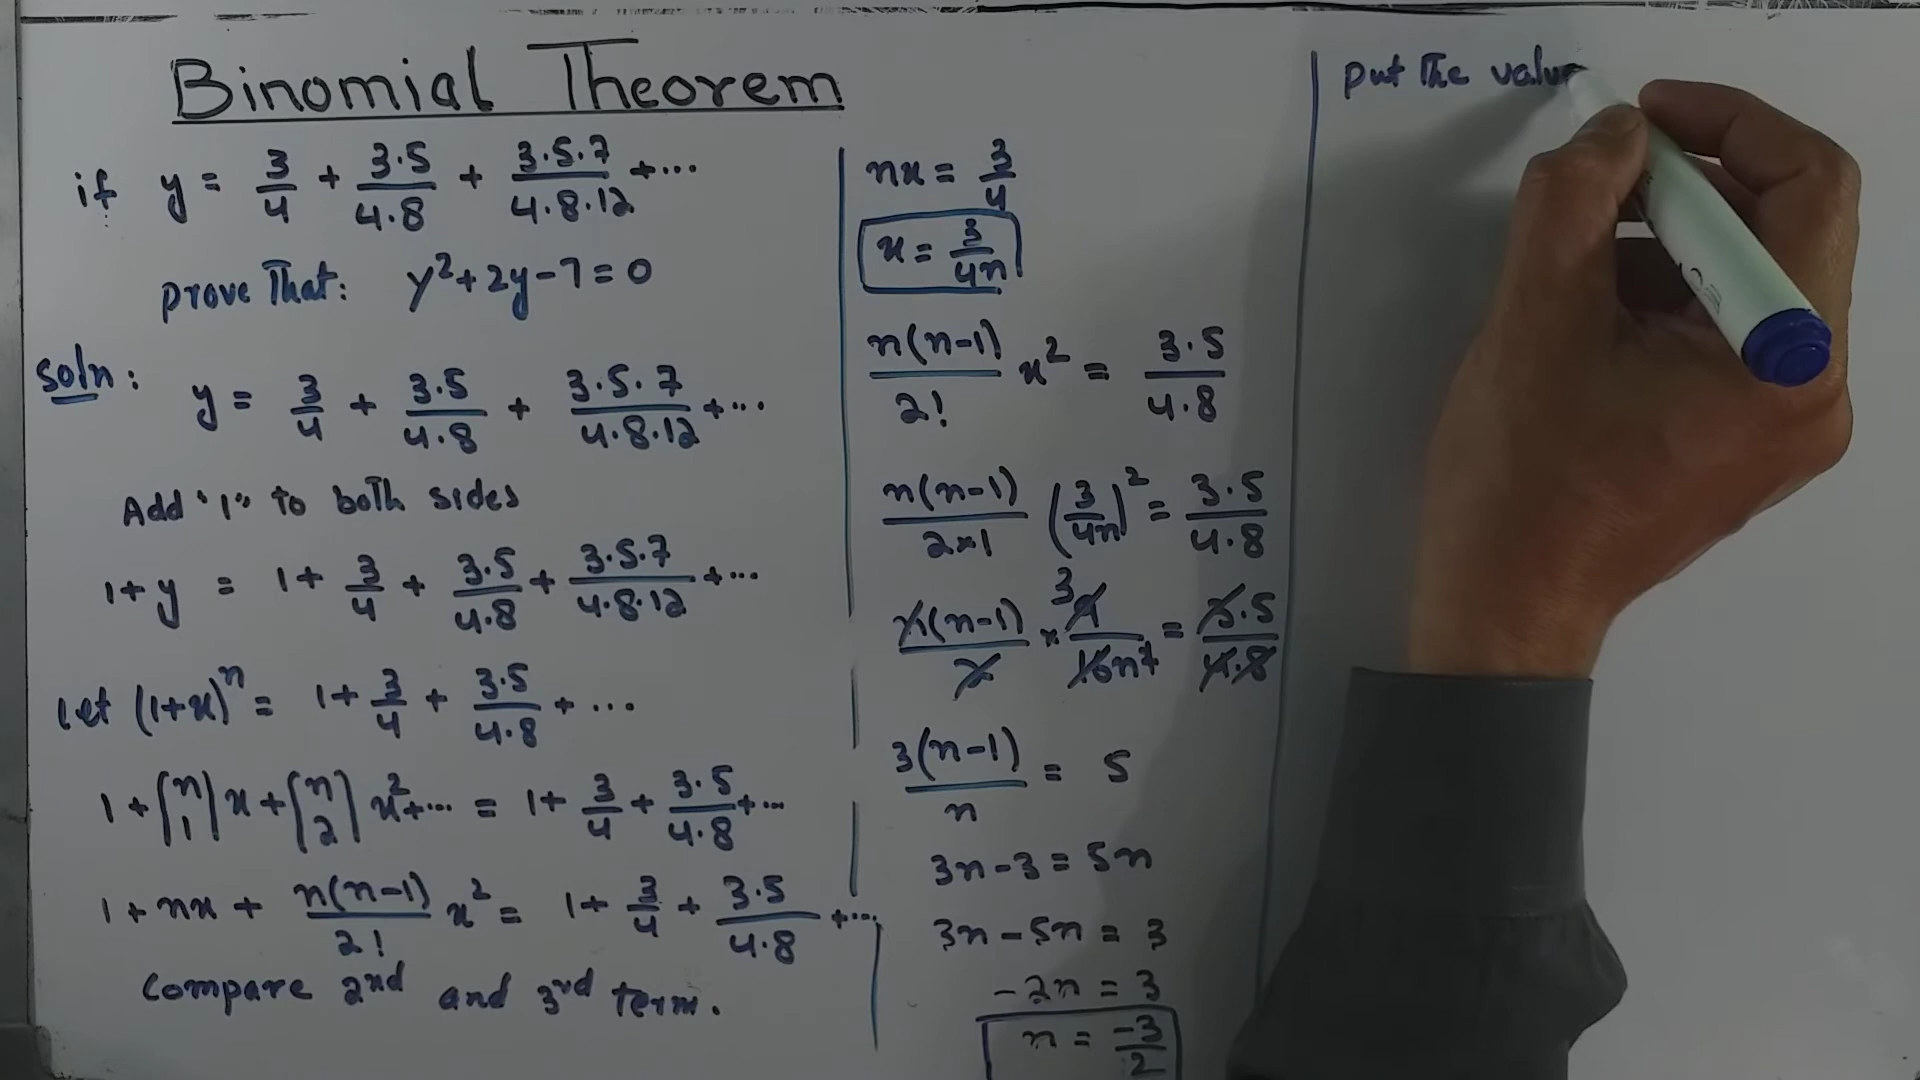 Binomial Theorem
if y = 3/4 + 3·5/4·8 + 3·5·7/4·8·12 + ...
prove That: y² + 2y - 7 = 0
Soln:
y = 3/4 + 3·5/4·8 + 3·5·7/4·8·12 + ...
Add "1" to both sides
1 + y = 1 + 3/4 + 3·5/4·8 + 3·5·7/4·8·12 + ...
Let (1+x)ⁿ = 1 + 3/4 + 3·5/4·8 + ...
1 + (n 1) x + (n 2) x² + ... = 1 + 3/4 + 3·5/4·8 + ...
1 + nx + n(n-1)/2! x² = 1 + 3/4 + 3·5/4·8 + ...
Compare 2nd and 3rd term.
nx = 3/4
x = 3/4n
n(n-1)/2! x² = 3·5/4·8
n(n-1)/2×1 (3/4n)² = 3·5/4·8
n(n-1)/2 × 3 9/16n² = 3·5/4·8
3(n-1)/n = 5
3n - 3 = 5n
3n - 5n = 3
-2n = 3
n = -3/2
put The value